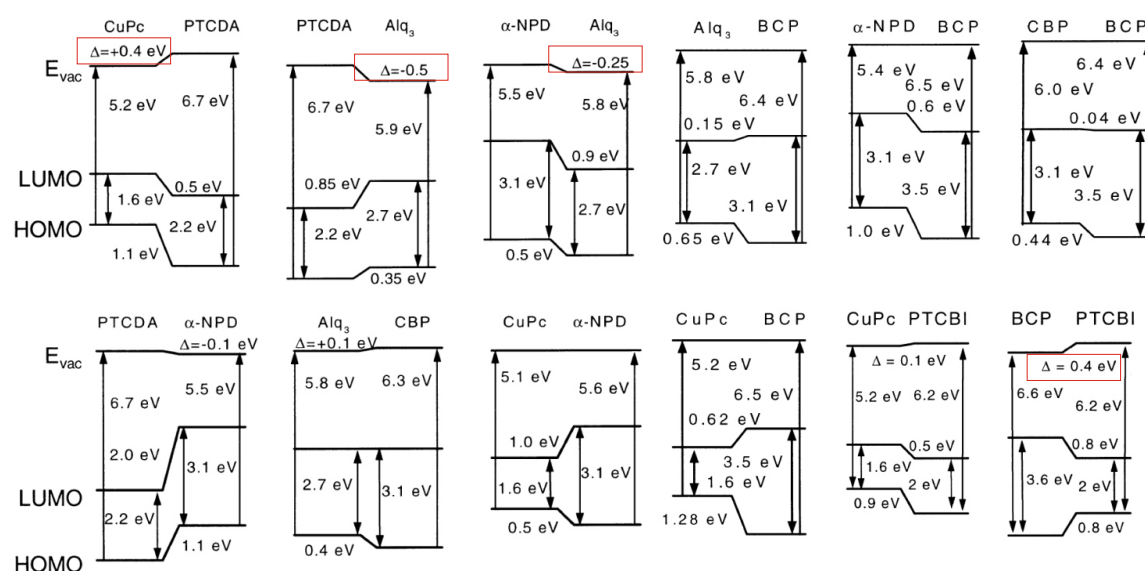 CuPc PTCDA
Δ=+0.4 eV
E_vac
5.2 eV 6.7 eV
LUMO
0.5 eV
1.6 eV
HOMO
2.2 eV
1.1 eV
PTCDA Alq₃
Δ=-0.5
6.7 eV
5.9 eV
0.85 eV
2.7 eV
2.2 eV
0.35 eV
α-NPD Alq₃
Δ=-0.25
5.5 eV 5.8 eV
0.9 eV
3.1 eV
2.7 eV
0.5 eV
Alq₃ BCP
5.8 eV
6.4 eV
0.15 eV
2.7 eV
3.1 eV
0.65 eV
α-NPD BCP
5.4 eV
6.5 eV
0.6 eV
3.1 eV
3.5 eV
1.0 eV
CBP BCP
6.4 eV
6.0 eV
0.04 eV
3.1 eV
3.5 eV
0.44 eV
PTCDA α-NPD
Δ=-0.1 eV
E_vac
5.5 eV
6.7 eV
2.0 eV
3.1 eV
LUMO
2.2 eV
1.1 eV
HOMO
Alq₃ CBP
Δ=+0.1 eV
5.8 eV 6.3 eV
2.7 eV 3.1 eV
0.4 eV
CuPc α-NPD
5.1 eV 5.6 eV
1.0 eV
1.6 eV 3.1 eV
0.5 eV
CuPc BCP
5.2 eV
6.5 eV
0.62 eV
3.5 eV
1.6 eV
1.28 eV
CuPc PTCBI
Δ = 0.1 eV
5.2 eV 6.2 eV
0.5 eV
1.6 eV
2 eV
0.9 eV
BCP PTCBI
Δ = 0.4 eV
6.6 eV
6.2 eV
0.8 eV
3.6 eV 2 eV
0.8 eV